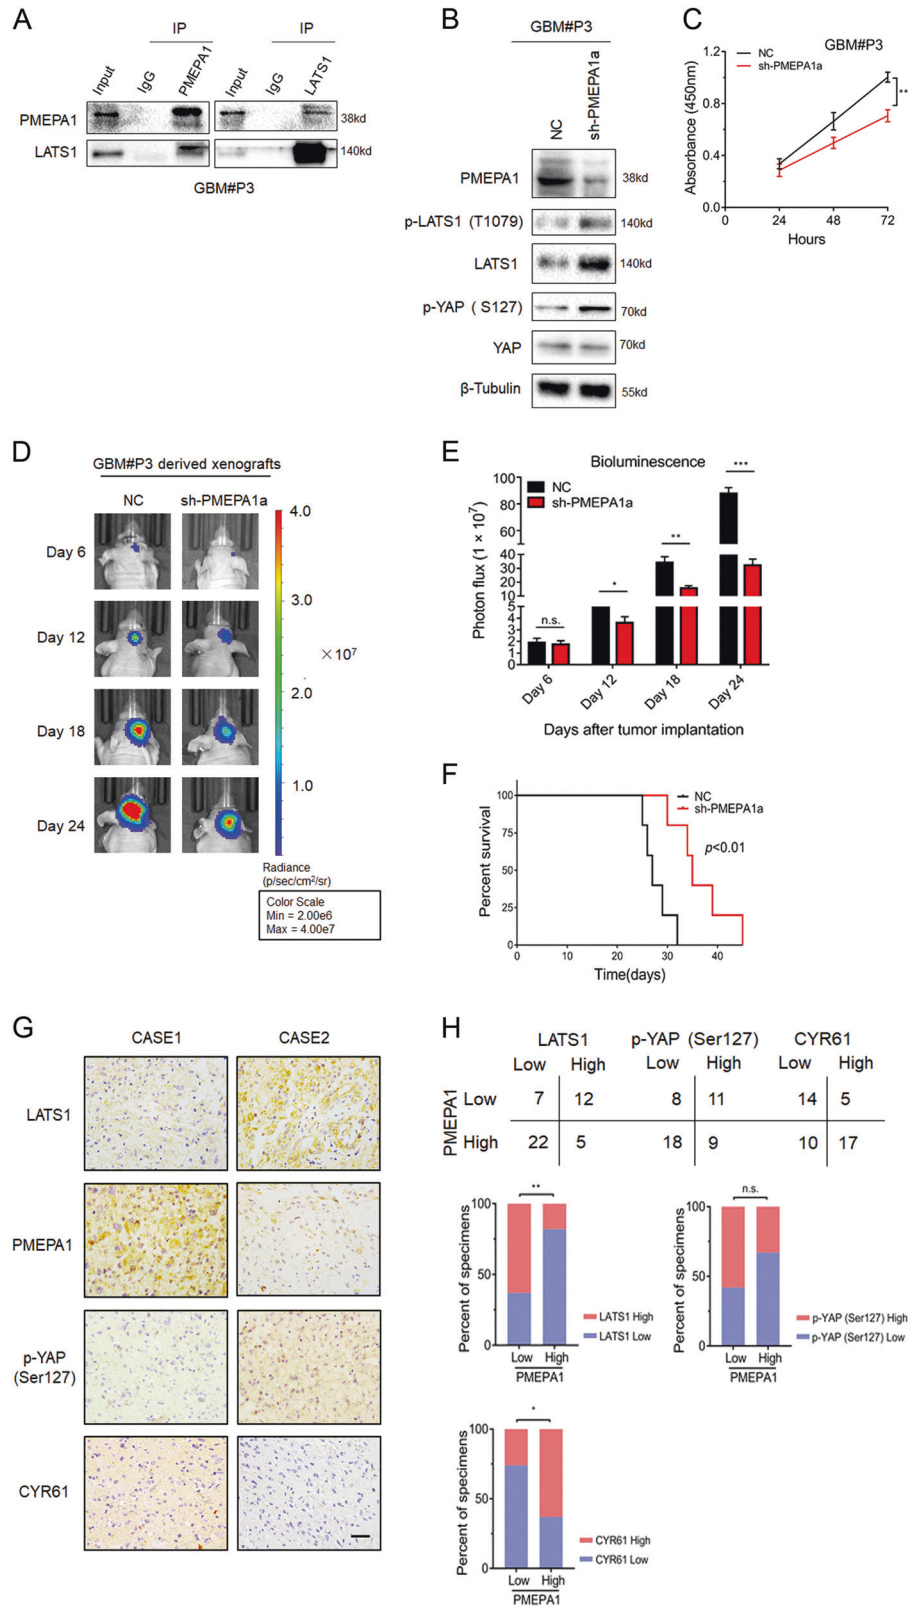 A
IP
IP
Input
IgG
PMEPA1
Input
IgG
LATS1
PMEPA1
38kd
LATS1
140kd
GBM#P3
B
GBM#P3
NC
sh-PMEPA1a
PMEPA1
38kd
p-LATS1 (T1079)
140kd
LATS1
140kd
p-YAP ( S127)
70kd
YAP
70kd
β-Tubulin
55kd
C
GBM#P3
NC
sh-PMEPA1a
Absorbance (450nm)
1.2
0.8
0.4
0.0
**
0 24 48 72
Hours
D
GBM#P3 derived xenografts
NC sh-PMEPA1a
Day 6
Day 12
Day 18
Day 24
4.0
3.0
×10⁷
2.0
1.0
Radiance
(p/sec/cm²/sr)
Color Scale
Min = 2.00e6
Max = 4.00e7
E
Bioluminescence
NC
sh-PMEPA1a
Photon flux (1 × 10⁷)
100
80
60
40
30
20
10
5
4
3
2
1
0
n.s.
*
**
***
Day 6
Day 12
Day 18
Day 24
Days after tumor implantation
F
NC
sh-PMEPA1a
p<0.01
Percent survival
100
75
50
25
0
0 10 20 30 40
Time(days)
G
CASE1 CASE2
LATS1
PMEPA1
p-YAP
(Ser127)
CYR61
H
LATS1 p-YAP (Ser127) CYR61
Low High Low High Low High
PMEPA1
Low 7 12 8 11 14 5
High 22 5 18 9 10 17
Percent of specimens
100
50
0
**
Low High
PMEPA1
LATS1 High
LATS1 Low
Percent of specimens
100
50
0
n.s.
Low High
PMEPA1
p-YAP (Ser127) High
p-YAP (Ser127) Low
Percent of specimens
100
50
0
*
Low High
PMEPA1
CYR61 High
CYR61 Low